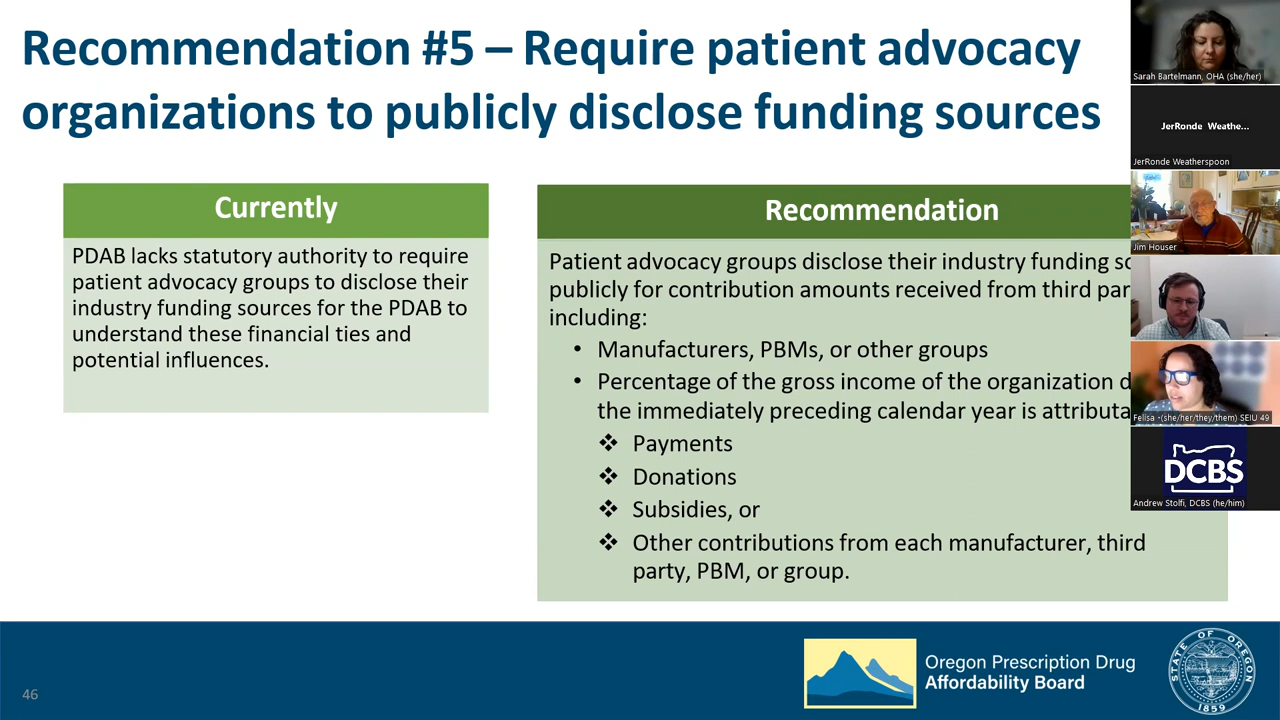 Recommendation #5 – Require patient advocacy
organizations to publicly disclose funding sources
Currently
PDAB lacks statutory authority to require
patient advocacy groups to disclose their
industry funding sources for the PDAB to
understand these financial ties and
potential influences.
Recommendation
Patient advocacy groups disclose their industry funding
publicly for contribution amounts received from third
including:
• Manufacturers, PBMs, or other groups
• Percentage of the gross income of the organization
the immediately preceding calendar year is
❖ Payments
❖ Donations
❖ Subsidies, or
❖ Other contributions from each manufacturer, third
party, PBM, or group.
Sarah Bartelmann, OHA (she/her)
JerRonde Weathe...
JerRonde Weatherspoon
Jim Houser
Felisa -(she/her/they/them) SEIU 49
DCBS
Andrew Stolfi, DCBS (he/him)
46
Oregon Prescription Drug
Affordability Board
STATE OF OREGON
1859